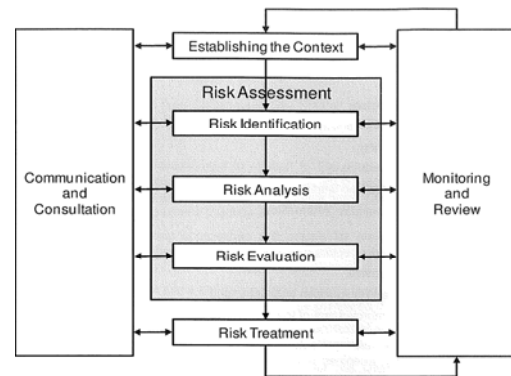 Establishing the Context
Risk Assessment
Risk Identification
Communication
and
Consultation
Risk Analysis
Monitoring
and
Review
Risk Evaluation
Risk Treatment